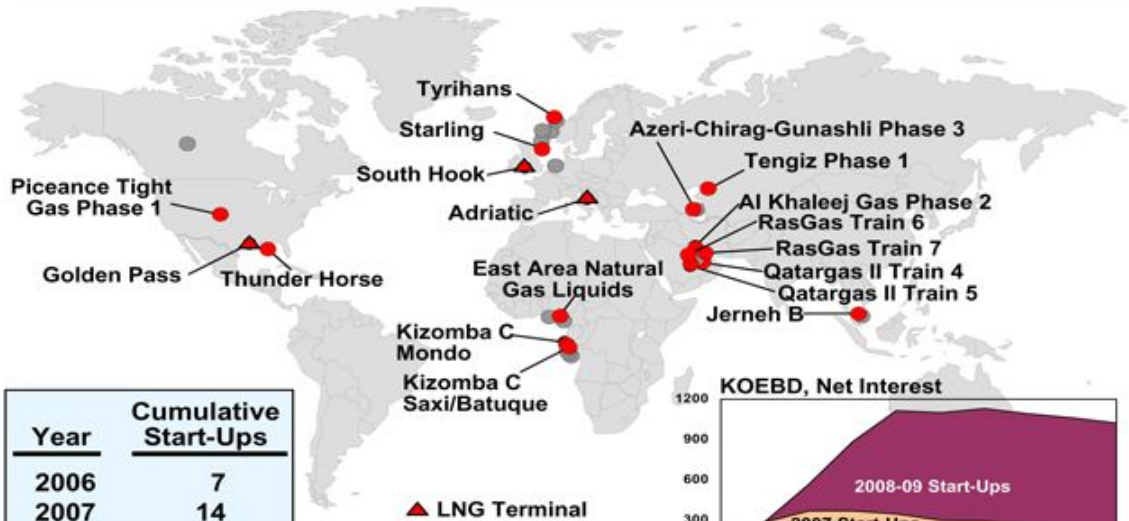 Tyrihans
Starling
South Hook
Adriatic
Azeri-Chirag-Gunashli Phase 3
Tengiz Phase 1
Al Khaleej Gas Phase 2
RasGas Train 6
RasGas Train 7
Qatargas II Train 4
Qatargas II Train 5
Jerneh B
Piceance Tight
Gas Phase 1
Golden Pass
Thunder Horse
East Area Natural
Gas Liquids
Kizomba C
Mondo
Kizomba C
Saxi/Batuque
Year
Cumulative
Start-Ups
2006 7
2007 14
LNG Terminal
KOEBD, Net Interest
1200
900
600
300
2008-09 Start-Ups
2007 Start-Ups